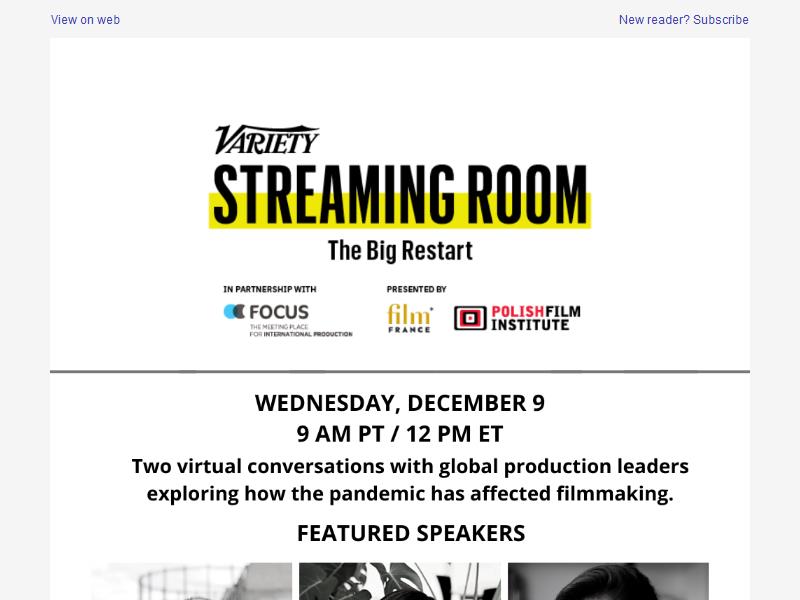 View on web
New reader? Subscribe
VARIETY
STREAMING ROOM
The Big Restart
IN PARTNERSHIP WITH
PRESENTED BY
FOCUS
THE MEETING PLACE
FOR INTERNATIONAL PRODUCTION
film
FRANCE
POLISHFILM
INSTITUTE
WEDNESDAY, DECEMBER 9
9 AM PT / 12 PM ET
Two virtual conversations with global production leaders
exploring how the pandemic has affected filmmaking.
FEATURED SPEAKERS